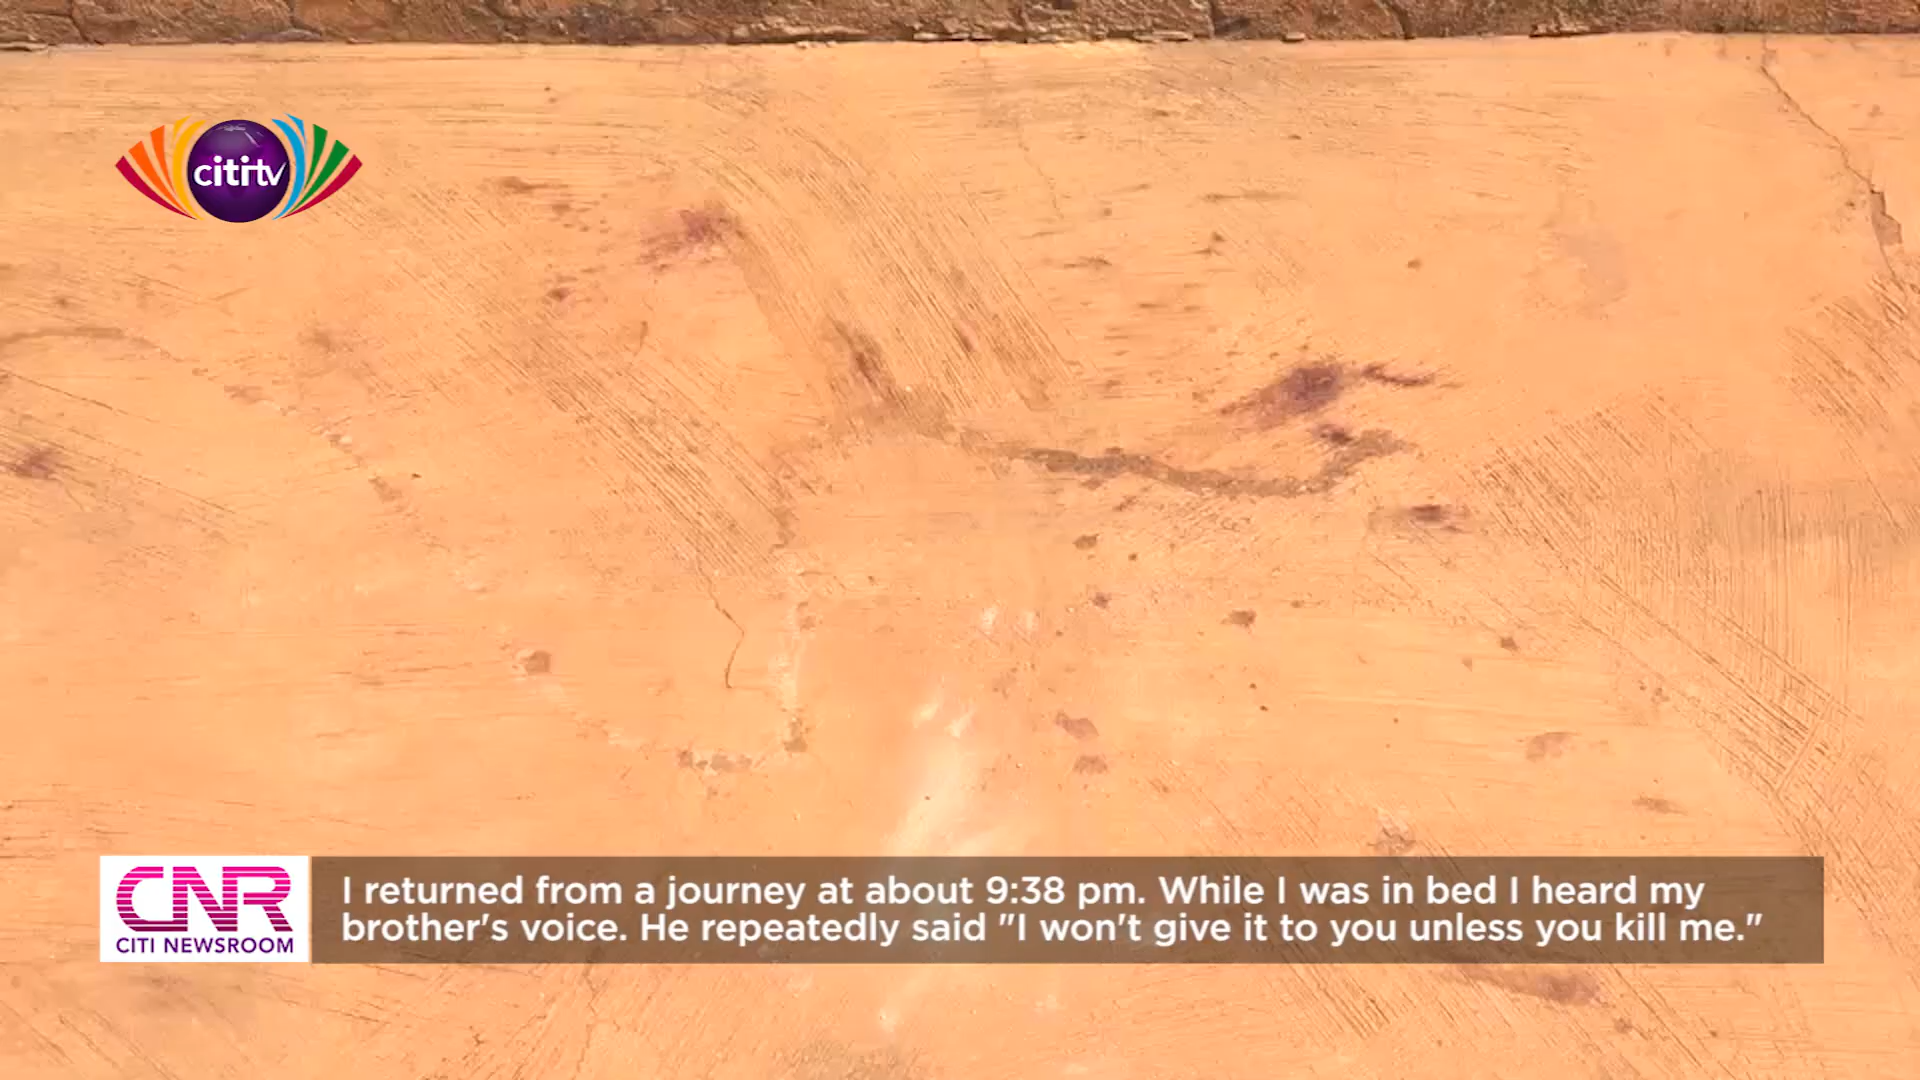 citi tv
CNR
CITI NEWSROOM
I returned from a journey at about 9:38 pm. While I was in bed I heard my
brother's voice. He repeatedly said "I won't give it to you unless you kill me."